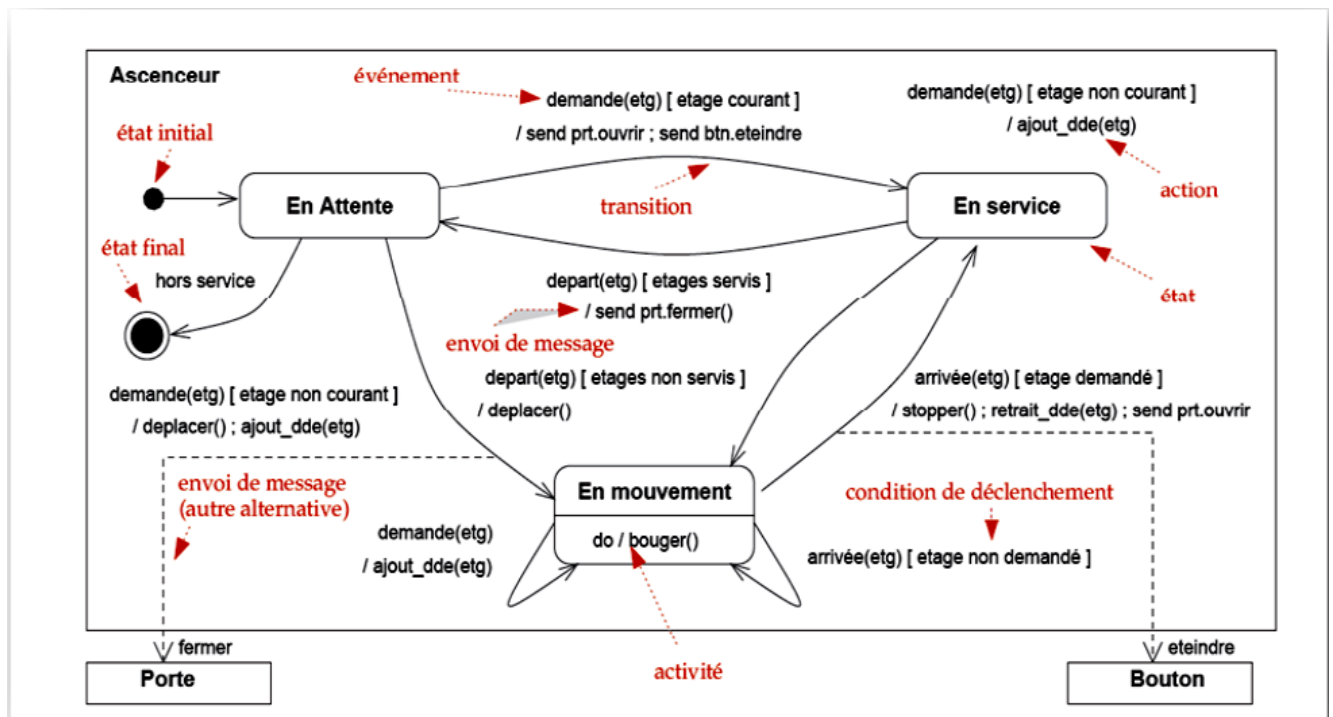 Ascenceur
événement
demande(etg) [ etage courant ]
/ send prt.ouvrir ; send btn.eteindre
demande(etg) [ etage non courant ]
/ ajout_dde(etg)
état initial
En Attente
transition
En service
action
état final
hors service
depart(etg) [ etages servis ]
/ send prt.fermer()
état
envoi de message
demande(etg) [ etage non courant ]
/ deplacer() ; ajout_dde(etg)
depart(etg) [ etages non servis ]
/ deplacer()
arrivée(etg) [ etage demandé ]
/ stopper() ; retrait_dde(etg) ; send prt.ouvrir
envoi de message
(autre alternative)
En mouvement
condition de déclenchement
demande(etg)
/ ajout_dde(etg)
do / bouger()
arrivée(etg) [ etage non demandé ]
fermer
Porte
activité
eteindre
Bouton